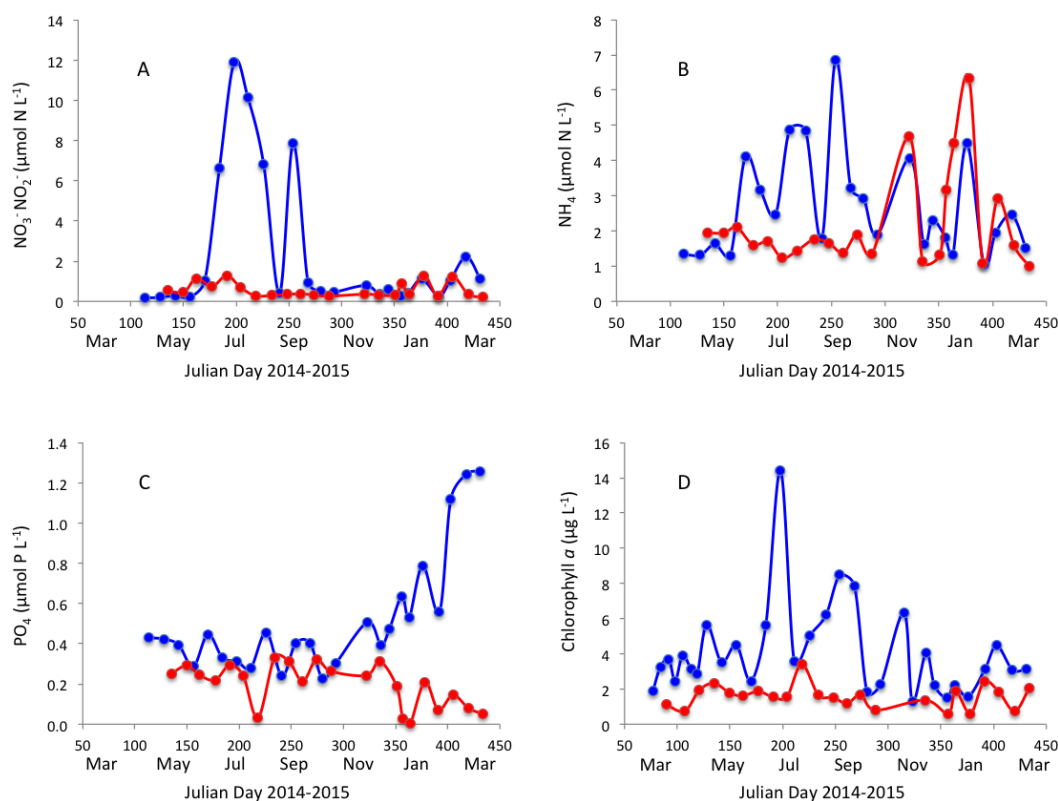 A
NO₃⁻ NO₂⁻ (µmol N L⁻¹)
14
12
10
8
6
4
2
0
50 100 150 200 250 300 350 400 450
Mar May Jul Sep Nov Jan Mar
Julian Day 2014-2015
B
NH₄ (µmol N L⁻¹)
8
7
6
5
4
3
2
1
0
50 100 150 200 250 300 350 400 450
Mar May Jul Sep Nov Jan Mar
Julian Day 2014-2015
C
PO₄ (µmol P L⁻¹)
1.4
1.2
1.0
0.8
0.6
0.4
0.2
0.0
50 100 150 200 250 300 350 400 450
Mar May Jul Sep Nov Jan Mar
Julian Day 2014-2015
D
Chlorophyll a (µg L⁻¹)
16
14
12
10
8
6
4
2
0
50 100 150 200 250 300 350 400 450
Mar May Jul Sep Nov Jan Mar
Julian Day 2014-2015